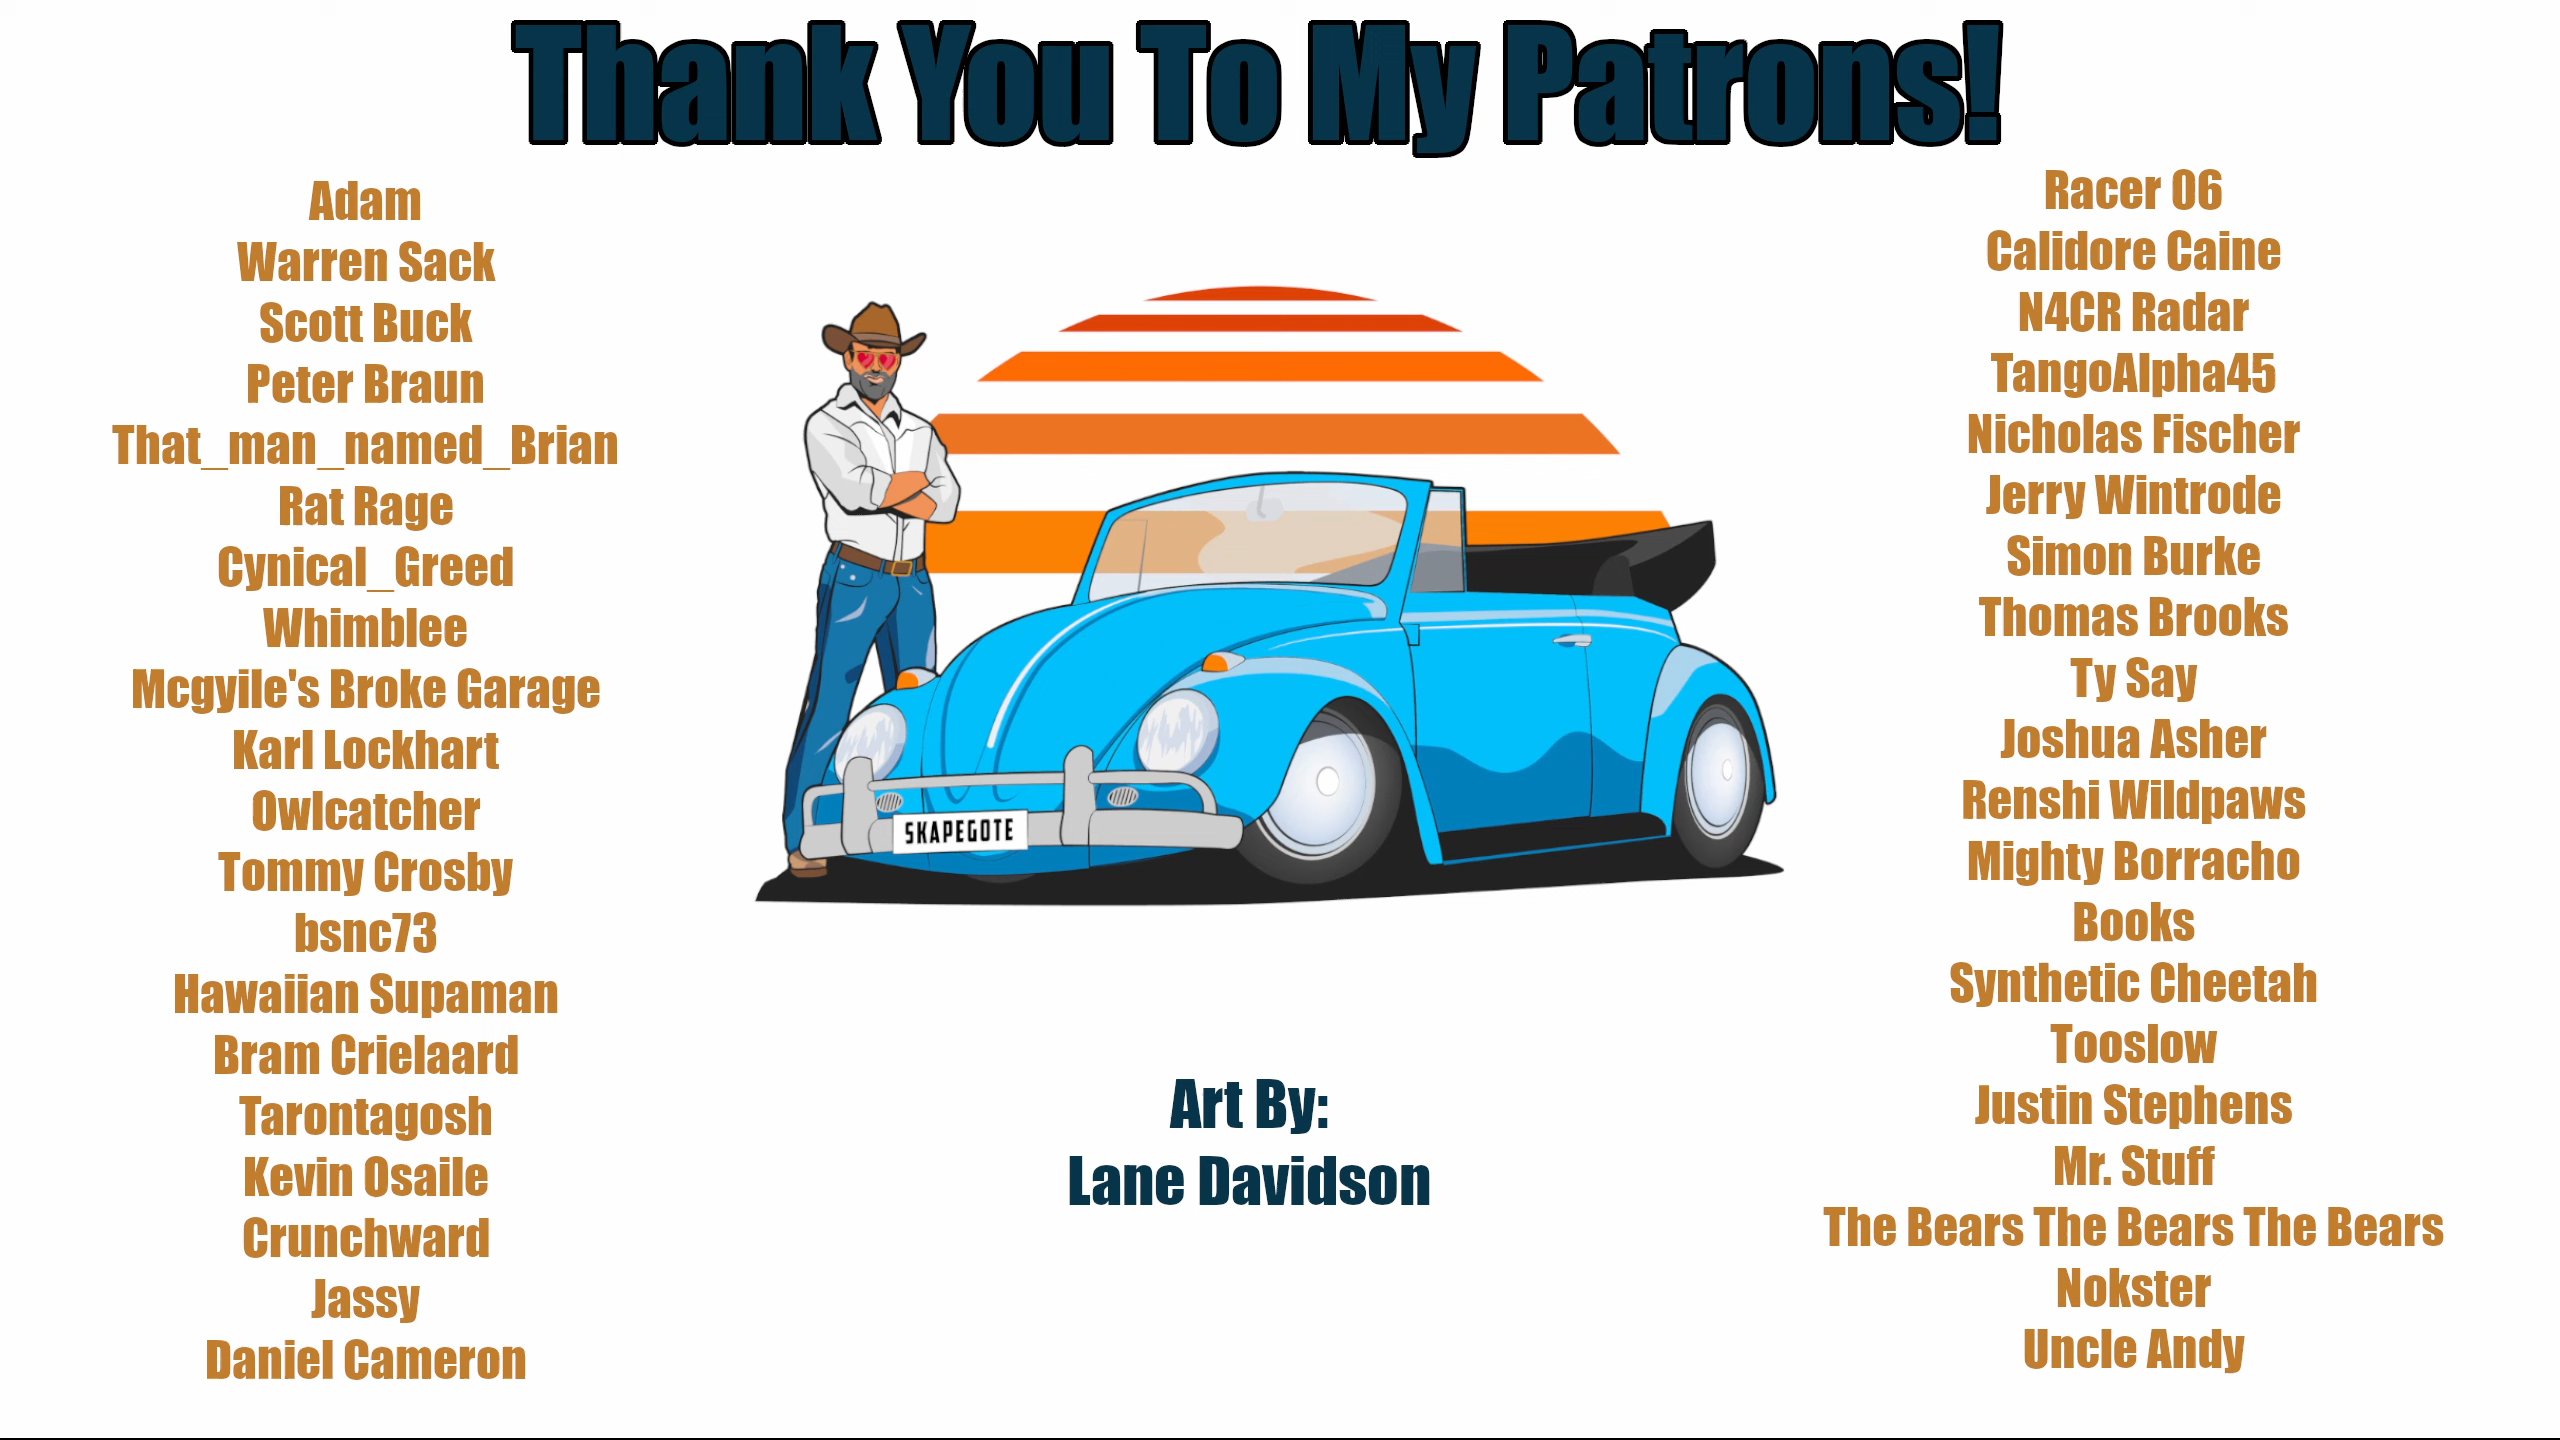 Thank You To My Patrons!
Adam
Warren Sack
Scott Buck
Peter Braun
That_man_named_Brian
Rat Rage
Cynical_Greed
Whimblee
Mcgyile's Broke Garage
Karl Lockhart
Owlcatcher
Tommy Crosby
bsnc73
Hawaiian Supaman
Bram Crielaard
Tarontagosh
Kevin Osaile
Crunchward
Jassy
Daniel Cameron
SKAPEGOTE
Art By:
Lane Davidson
Racer 06
Calidore Caine
N4CR Radar
TangoAlpha45
Nicholas Fischer
Jerry Wintrode
Simon Burke
Thomas Brooks
Ty Say
Joshua Asher
Renshi Wildpaws
Mighty Borracho
Books
Synthetic Cheetah
Tooslow
Justin Stephens
Mr. Stuff
The Bears The Bears The Bears
Nokster
Uncle Andy